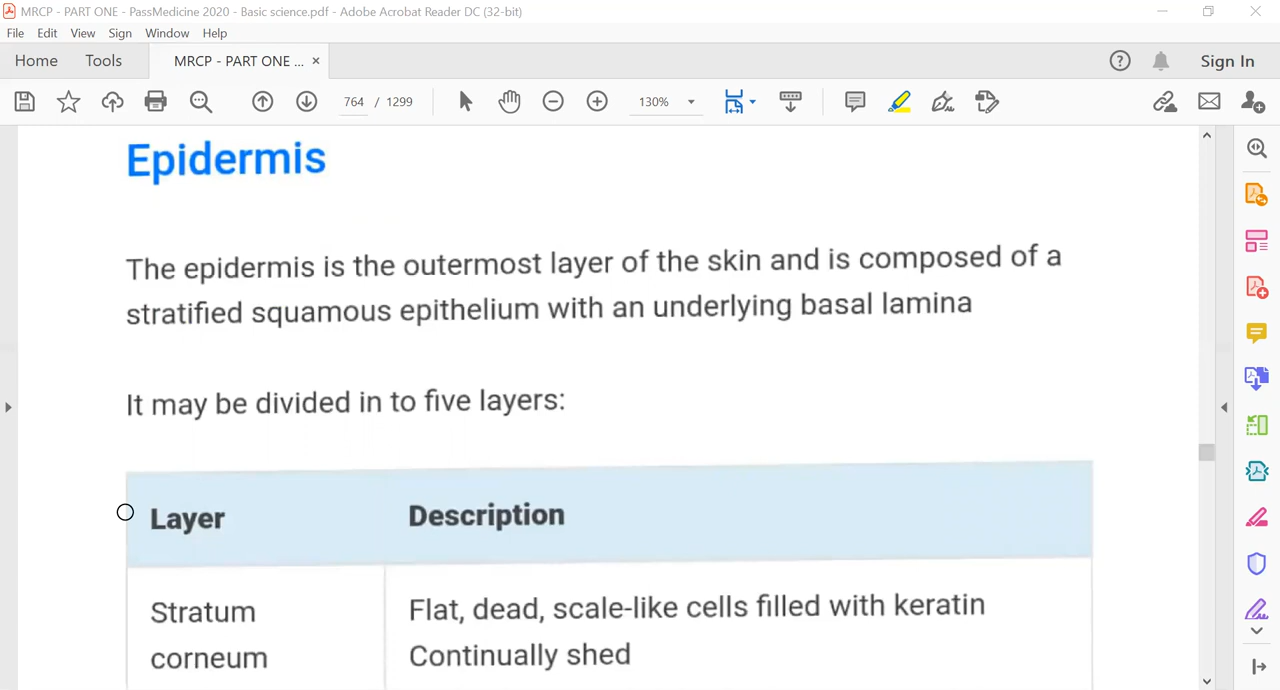 MRCP - PART ONE - PassMedicine 2020 - Basic science.pdf - Adobe Acrobat Reader DC (32-bit)
File Edit View Sign Window Help
Home Tools MRCP - PART ONE ... × Sign In
764 / 1299 130%
Epidermis
The epidermis is the outermost layer of the skin and is composed of a
stratified squamous epithelium with an underlying basal lamina
It may be divided in to five layers:
Layer Description
Stratum Flat, dead, scale-like cells filled with keratin
corneum Continually shed